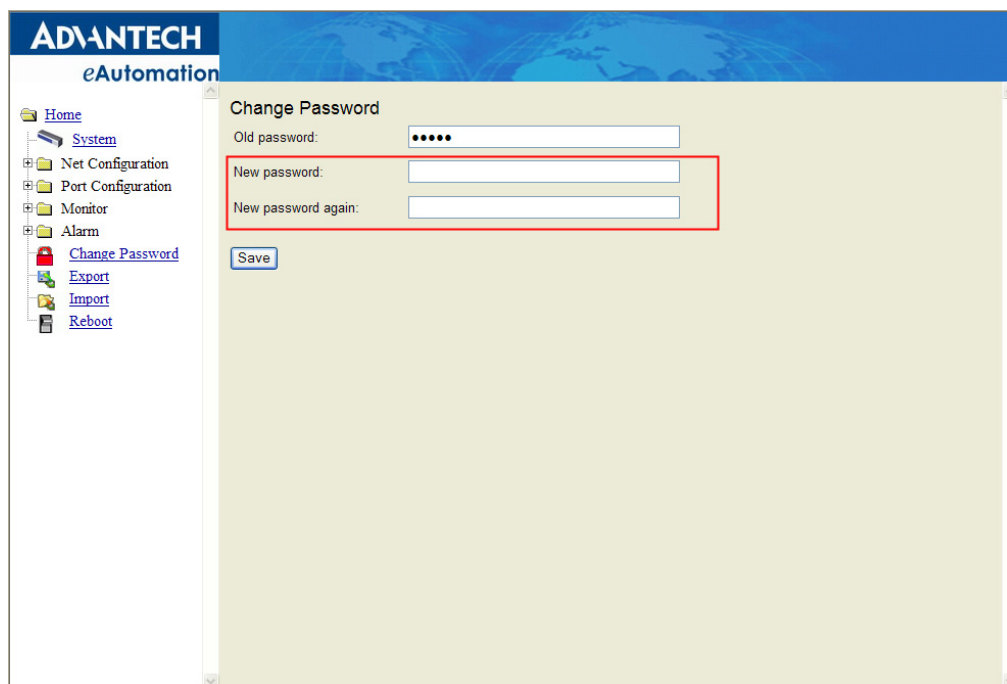 ADVANTECH
eAutomation
Home
System
Net Configuration
Port Configuration
Monitor
Alarm
Change Password
Export
Import
Reboot
Change Password
Old password: •••••
New password:
New password again:
Save